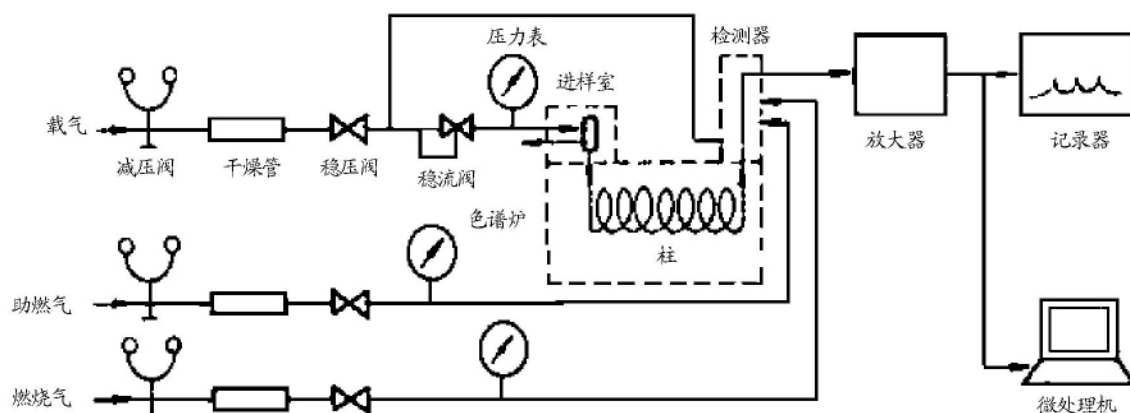 压力表
检测器
进样室
载气
减压阀
干燥管
稳压阀
稳流阀
放大器
记录器
色谱炉
柱
助燃气
燃烧气
微处理机